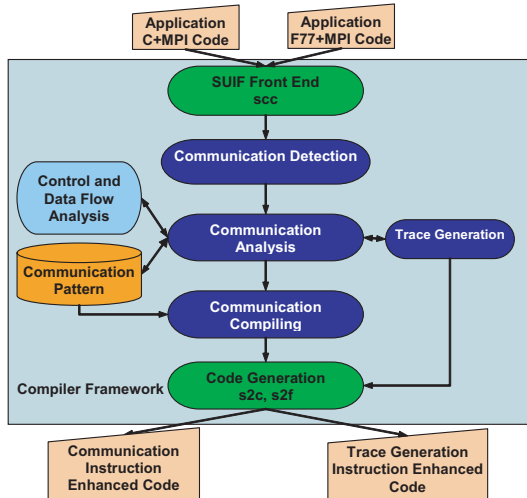 Application
C+MPI Code
Application
F77+MPI Code
SUIF Front End
scc
Communication Detection
Control and
Data Flow
Analysis
Communication
Analysis
Trace Generation
Communication
Pattern
Communication
Compiling
Code Generation
s2c, s2f
Compiler Framework
Communication
Instruction
Enhanced Code
Trace Generation
Instruction Enhanced
Code